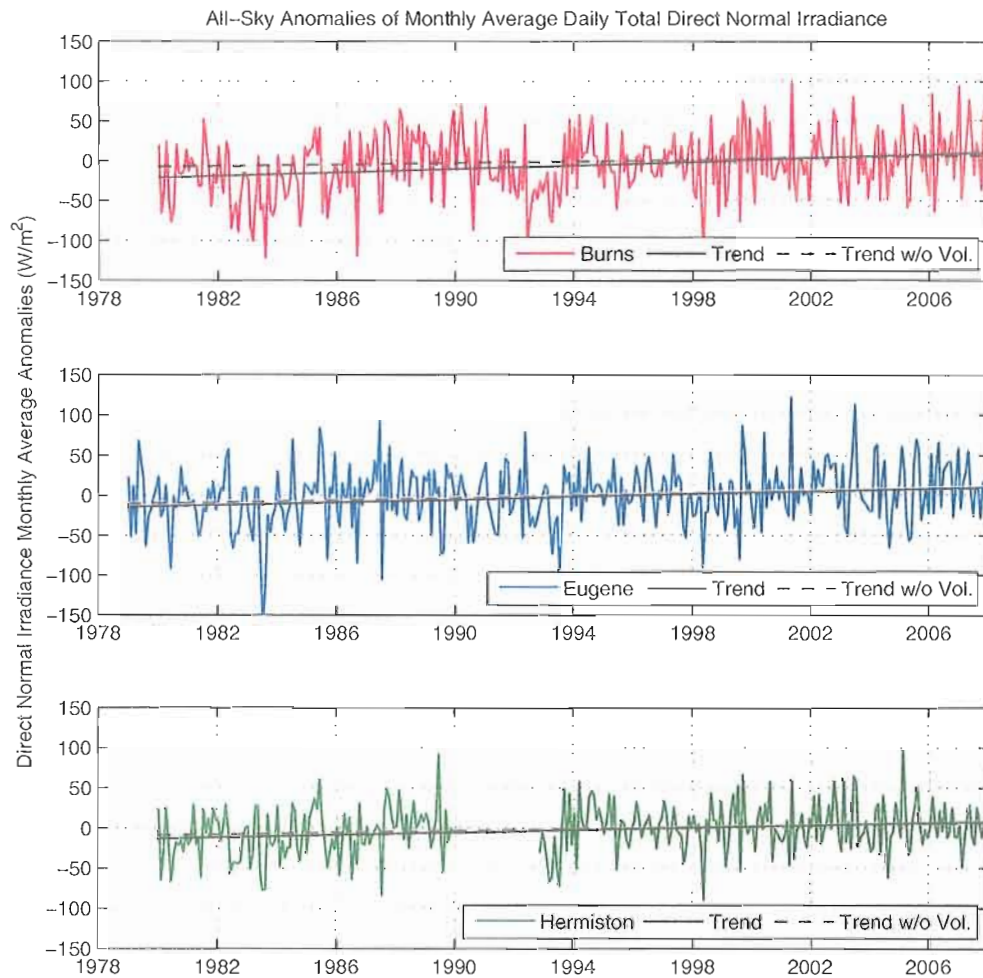 All--Sky Anomalies of Monthly Average Daily Total Direct Normal Irradiance
Direct Normal Irradiance Monthly Average Anomalies (W/m²)
150
100
50
0
−50
−100
−150
Burns Trend Trend w/o Vol.
1978 1982 1986 1990 1994 1998 2002 2006
150
100
50
0
−50
−100
−150
Eugene Trend Trend w/o Vol.
1978 1982 1986 1990 1994 1998 2002 2006
150
100
50
0
−50
−100
−150
Hermiston Trend Trend w/o Vol.
1978 1982 1986 1990 1994 1998 2002 2006